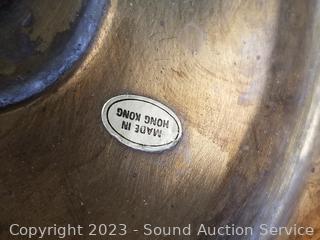 MADE IN
HONG KONG
Copyright 2023 - Sound Auction Service